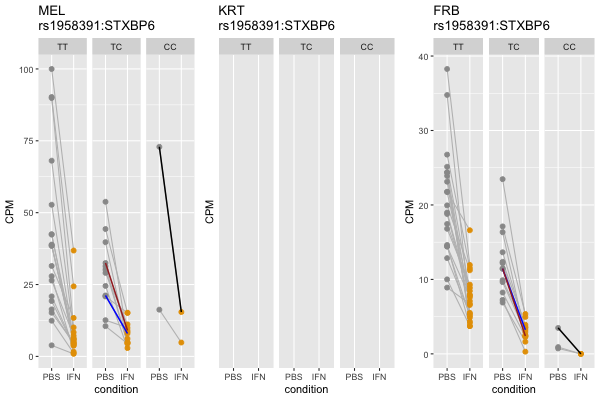 MEL
rs1958391:STXBP6
TT TC CC
100
75
50
25
0
CPM
PBS IFN PBS IFN PBS IFN
condition
KRT
rs1958391:STXBP6
TT TC CC
CPM
PBS IFN PBS IFN PBS IFN
condition
FRB
rs1958391:STXBP6
TT TC CC
40
30
20
10
0
CPM
PBS IFN PBS IFN PBS IFN
condition